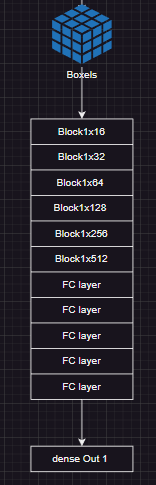 Boxels
Block1x16
Block1x32
Block1x64
Block1x128
Block1x256
Block1x512
FC layer
FC layer
FC layer
FC layer
FC layer
dense Out 1